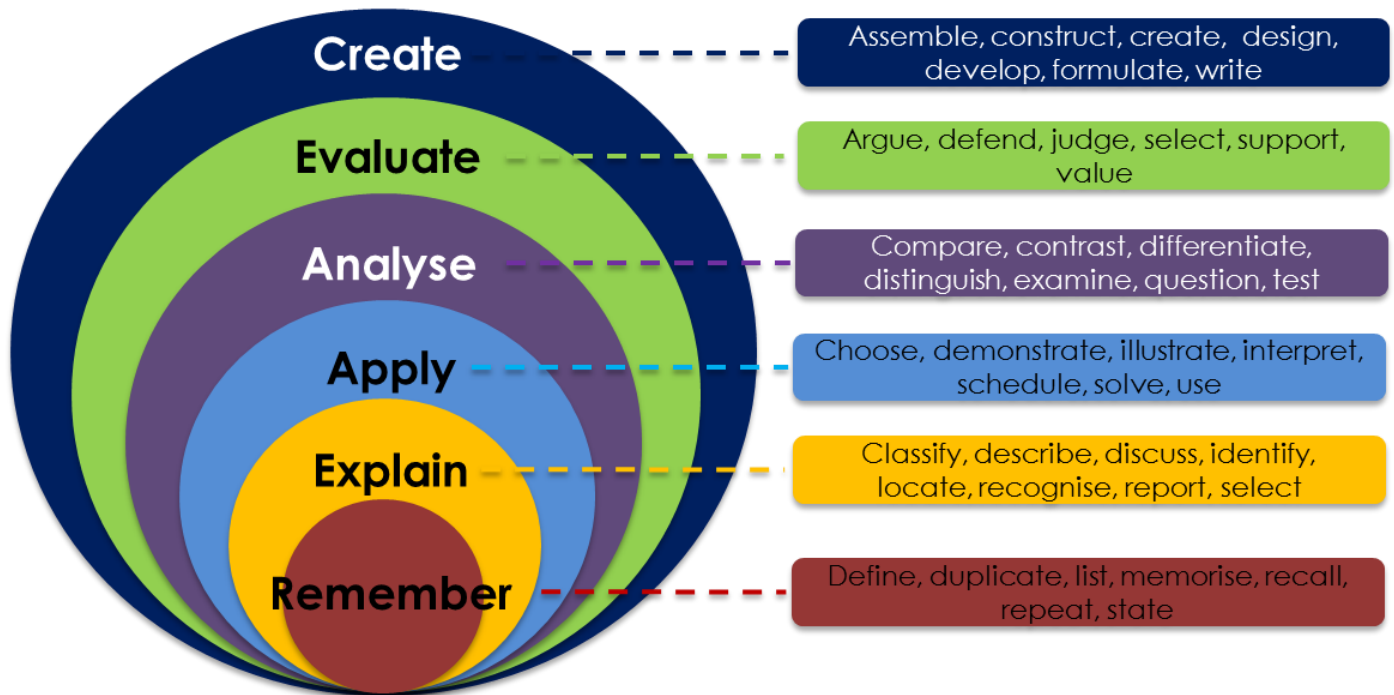 Create
Assemble, construct, create, design,
develop, formulate, write
Evaluate
Argue, defend, judge, select, support,
value
Analyse
Compare, contrast, differentiate,
distinguish, examine, question, test
Apply
Choose, demonstrate, illustrate, interpret,
schedule, solve, use
Explain
Classify, describe, discuss, identify,
locate, recognise, report, select
Remember
Define, duplicate, list, memorise, recall,
repeat, state